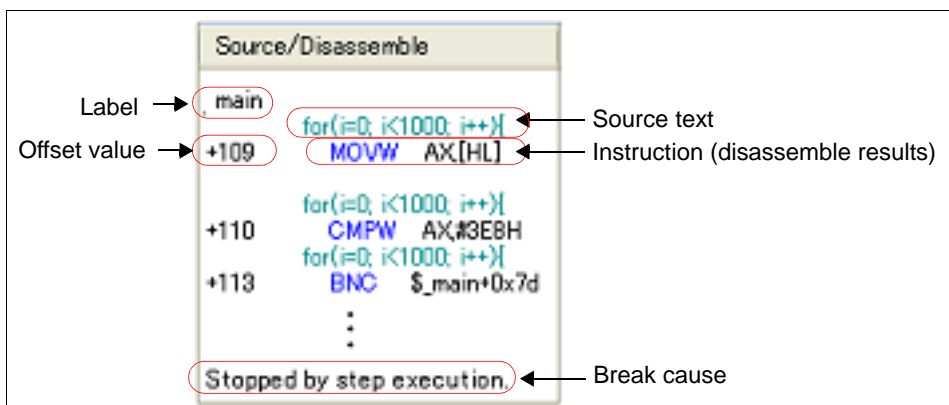 Source/Disassemble
Label
_main
for(i=0; i<1000; i++){
Source text
Offset value
+109 MOVW AX,[HL]
Instruction (disassemble results)
for(i=0; i<1000; i++){
+110 CMPW AX,#3E8H
for(i=0; i<1000; i++){
+113 BNC $_main+0x7d
Stopped by step execution.
Break cause